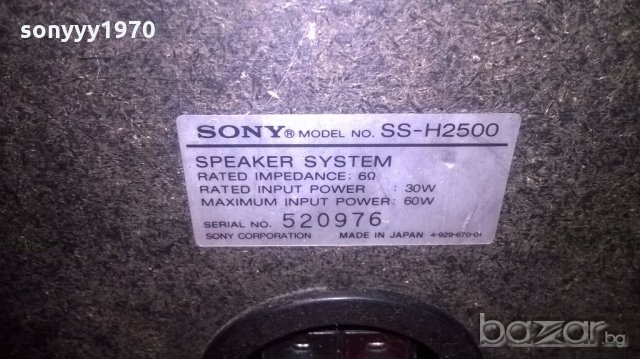 sonyyy1970
SONY® MODEL NO. SS-H2500
SPEAKER SYSTEM
RATED IMPEDANCE: 6Ω
RATED INPUT POWER : 30W
MAXIMUM INPUT POWER: 60W
SERIAL NO. 520976
SONY CORPORATION MADE IN JAPAN 4-929-670-01
bazar.bg